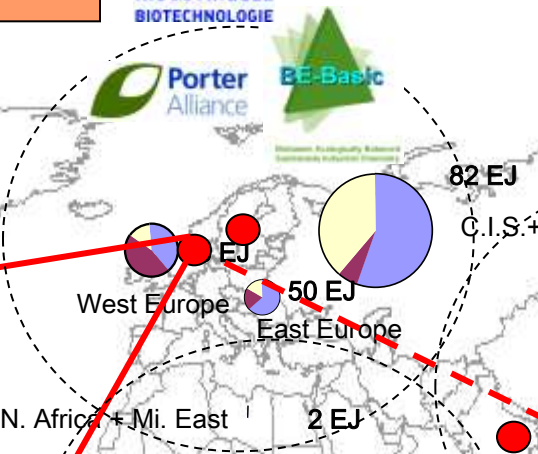 BIOTECHNOLOGIE
Porter
Alliance
BE-Basic
82 EJ
C.I.S.+
EJ
West Europe
50 EJ
East Europe
N. Africa + Mi. East
2 EJ